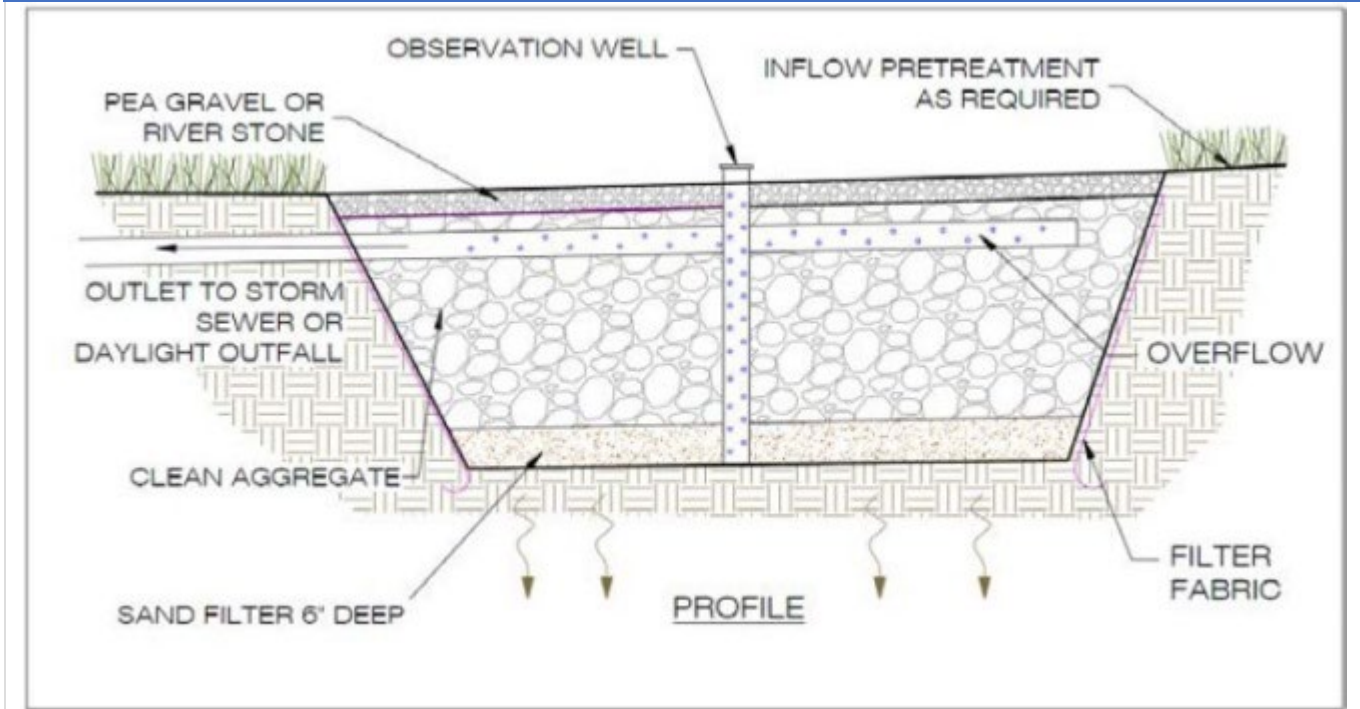 OBSERVATION WELL
INFLOW PRETREATMENT
AS REQUIRED
PEA GRAVEL OR
RIVER STONE
OUTLET TO STORM
SEWER OR
DAYLIGHT OUTFALL
OVERFLOW
CLEAN AGGREGATE
FILTER
FABRIC
SAND FILTER 6" DEEP
PROFILE